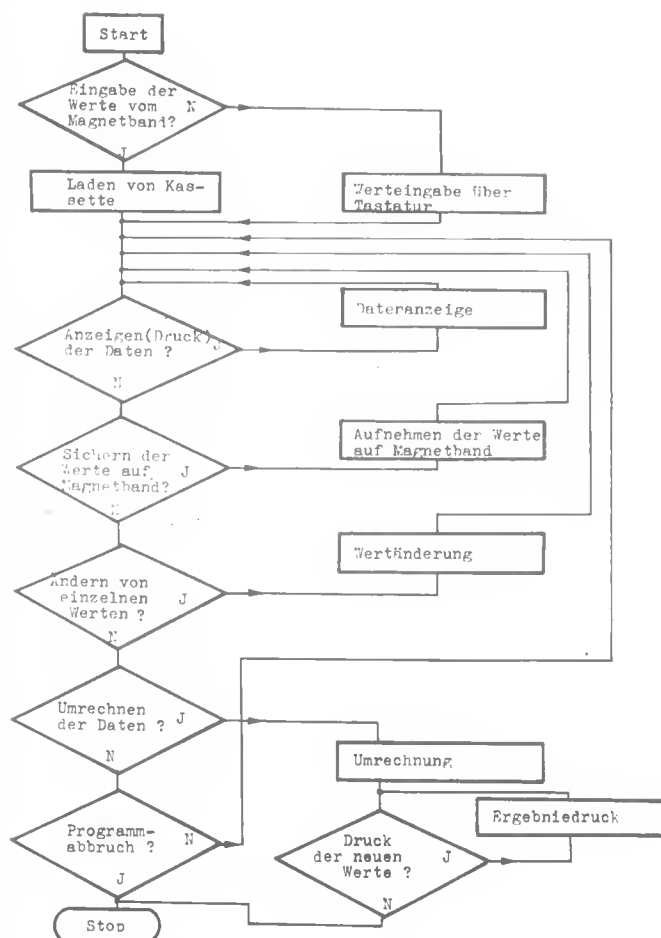 Start
Eingabe der
Werte vom
Magnetband?
N
J
Laden von Kas-
sette
Werteingabe über
Tastatur
Anzeigen(Druck)
der Daten ?
J
N
Dateranzeige
Sichern der
Werte auf
Magnetband?
J
N
Aufnehmen der Werte
auf Magnetband
Ändern von
einzelnen
Werten ?
J
N
WertÄnderung
Umrechnen
der Daten ?
J
N
Umrechnung
Ergebniedruck
Programm-
abbruch ?
N
J
Druck
der neuen
Werte ?
J
N
Stop